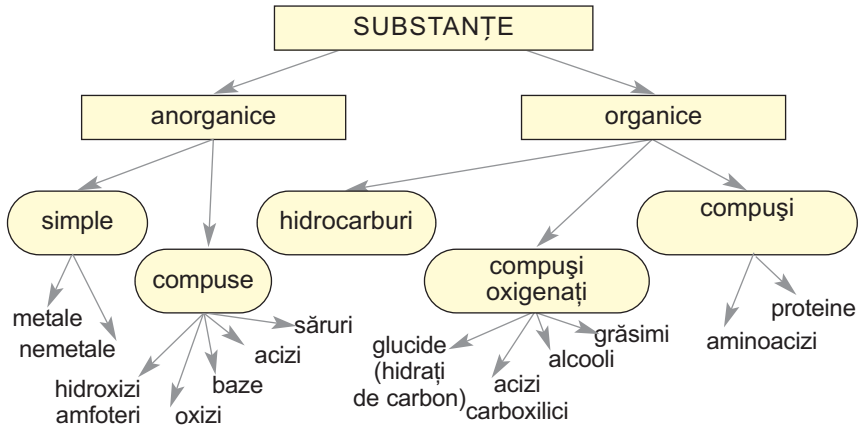 SUBSTANȚE
anorganice
organice
simple
hidrocarburi
compuşi
compuse
compuşi
oxigenați
metale
nemetale
hidroxizi
amfoteri
oxizi
baze
acizi
săruri
glucide
(hidrați
de carbon)
acizi
carboxilici
alcooli
grăsimi
aminoacizi
proteine